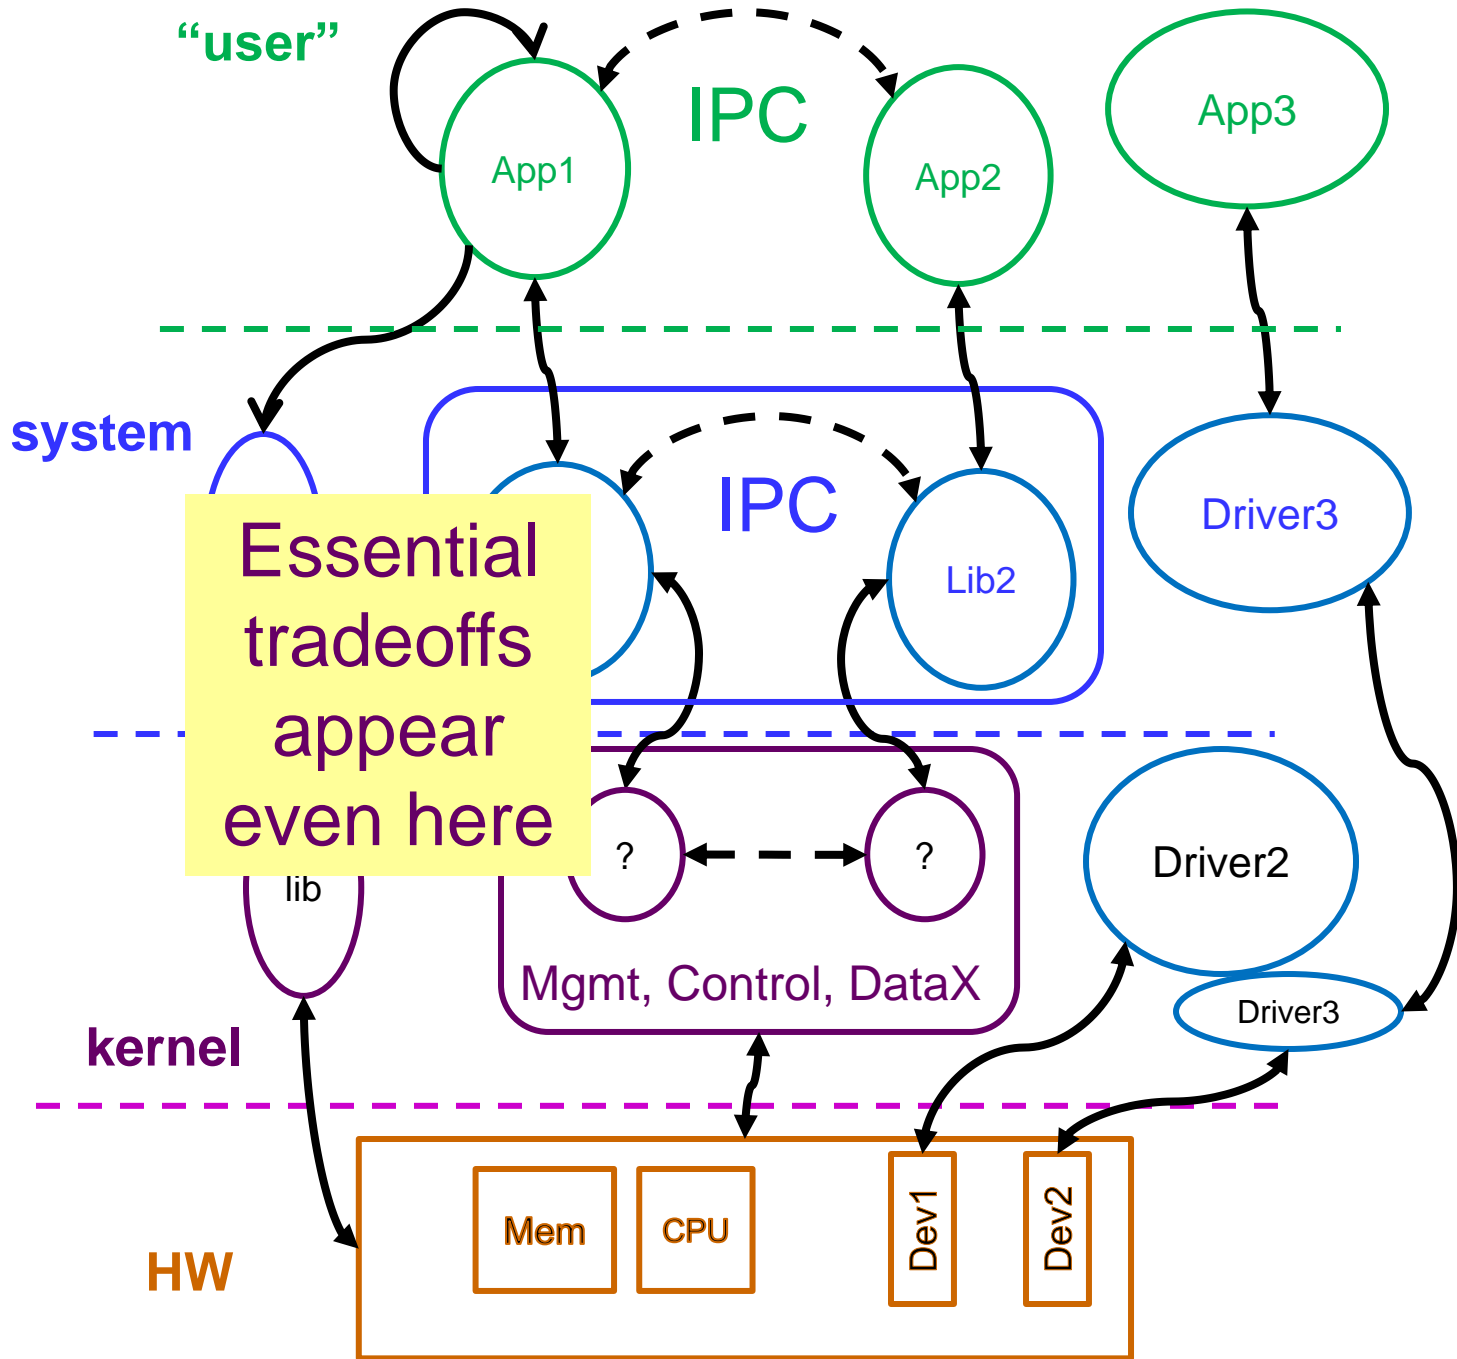 “user”
IPC
App1
App2
App3
system
IPC
Essential
tradeoffs
appear
even here
Lib2
Driver3
?
?
lib
Driver2
Mgmt, Control, DataX
Driver3
kernel
Mem
CPU
Dev1
Dev2
HW